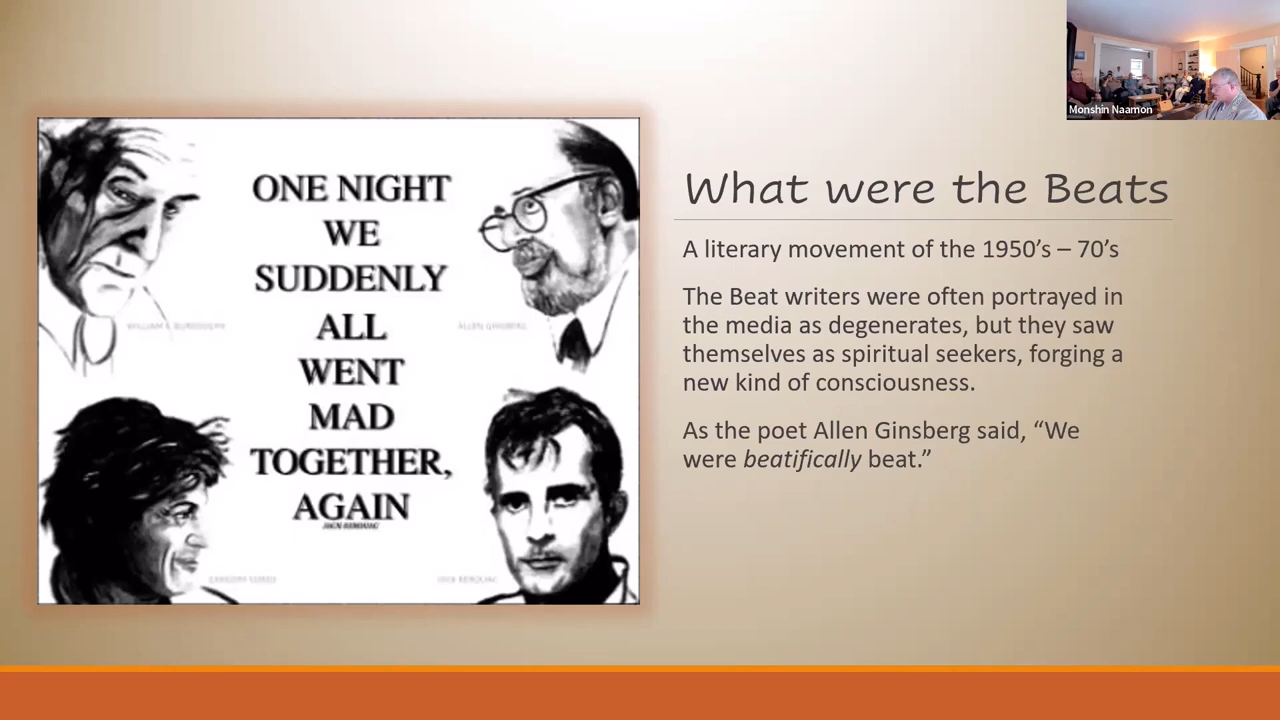 Monshin Naamon
ONE NIGHT
WE
SUDDENLY
ALL
WENT
MAD
TOGETHER,
AGAIN
JACK KEROUAC
WILLIAM S. BURROUGHS
ALLEN GINSBERG
GREGORY CORSO
JACK KEROUAC
What were the Beats
A literary movement of the 1950’s – 70’s
The Beat writers were often portrayed in
the media as degenerates, but they saw
themselves as spiritual seekers, forging a
new kind of consciousness.
As the poet Allen Ginsberg said, “We
were beatifically beat.”